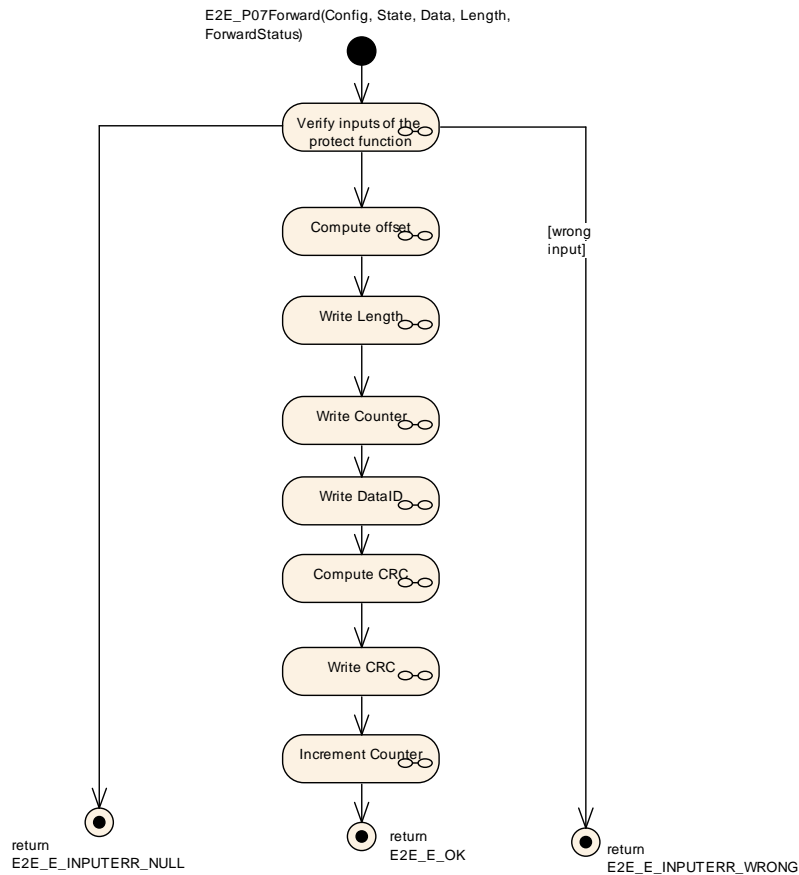 E2E_P07Forward(Config, State, Data, Length,
ForwardStatus)
Verify inputs of the
protect function
Compute offset
[wrong
input]
Write Length
Write Counter
Write DataID
Compute CRC
Write CRC
Increment Counter
return
E2E_E_INPUTERR_NULL
return
E2E_E_OK
return
E2E_E_INPUTERR_WRONG